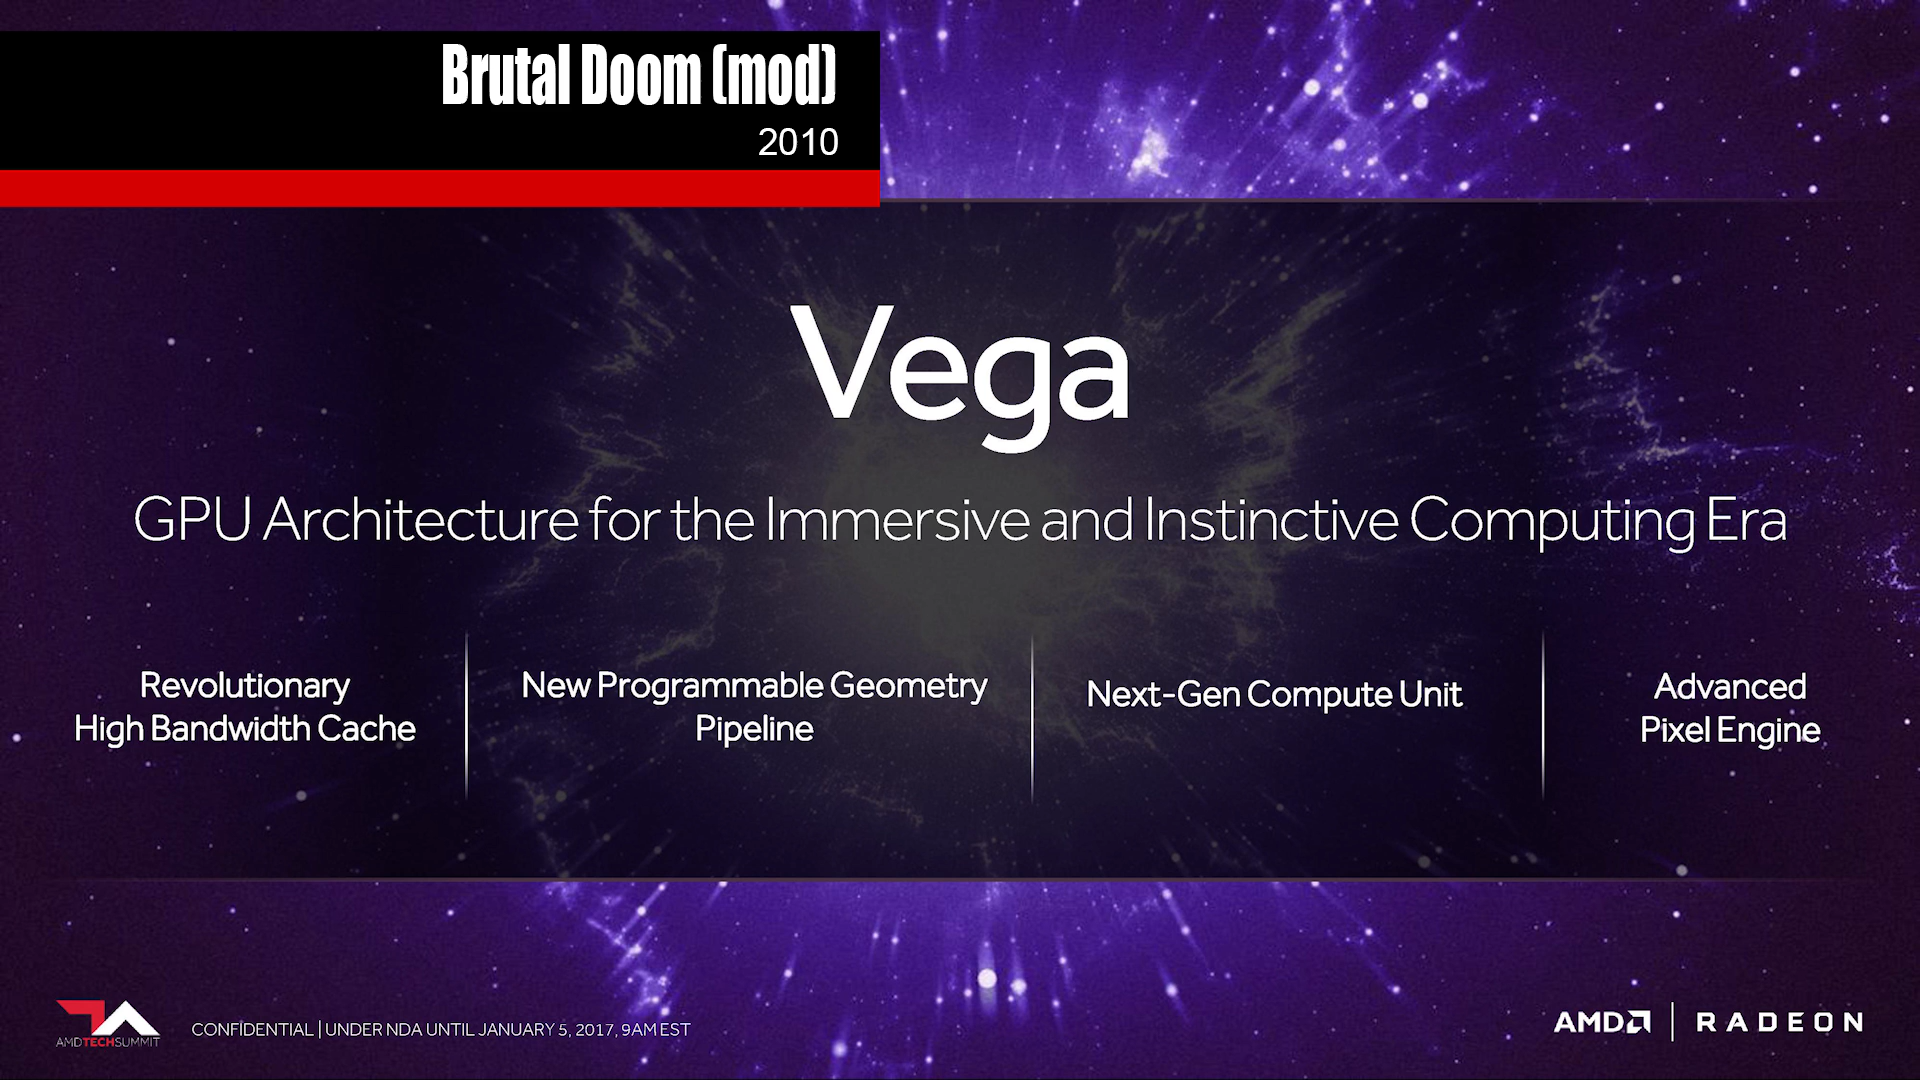 Brutal Doom (mod)
2010
Vega
GPU Architecture for the Immersive and Instinctive Computing Era
Revolutionary
High Bandwidth Cache
New Programmable Geometry
Pipeline
Next-Gen Compute Unit
Advanced
Pixel Engine
AMDTECHSUMMIT
CONFIDENTIAL | UNDER NDA UNTIL JANUARY 5, 2017, 9AM EST
AMD | RADEON